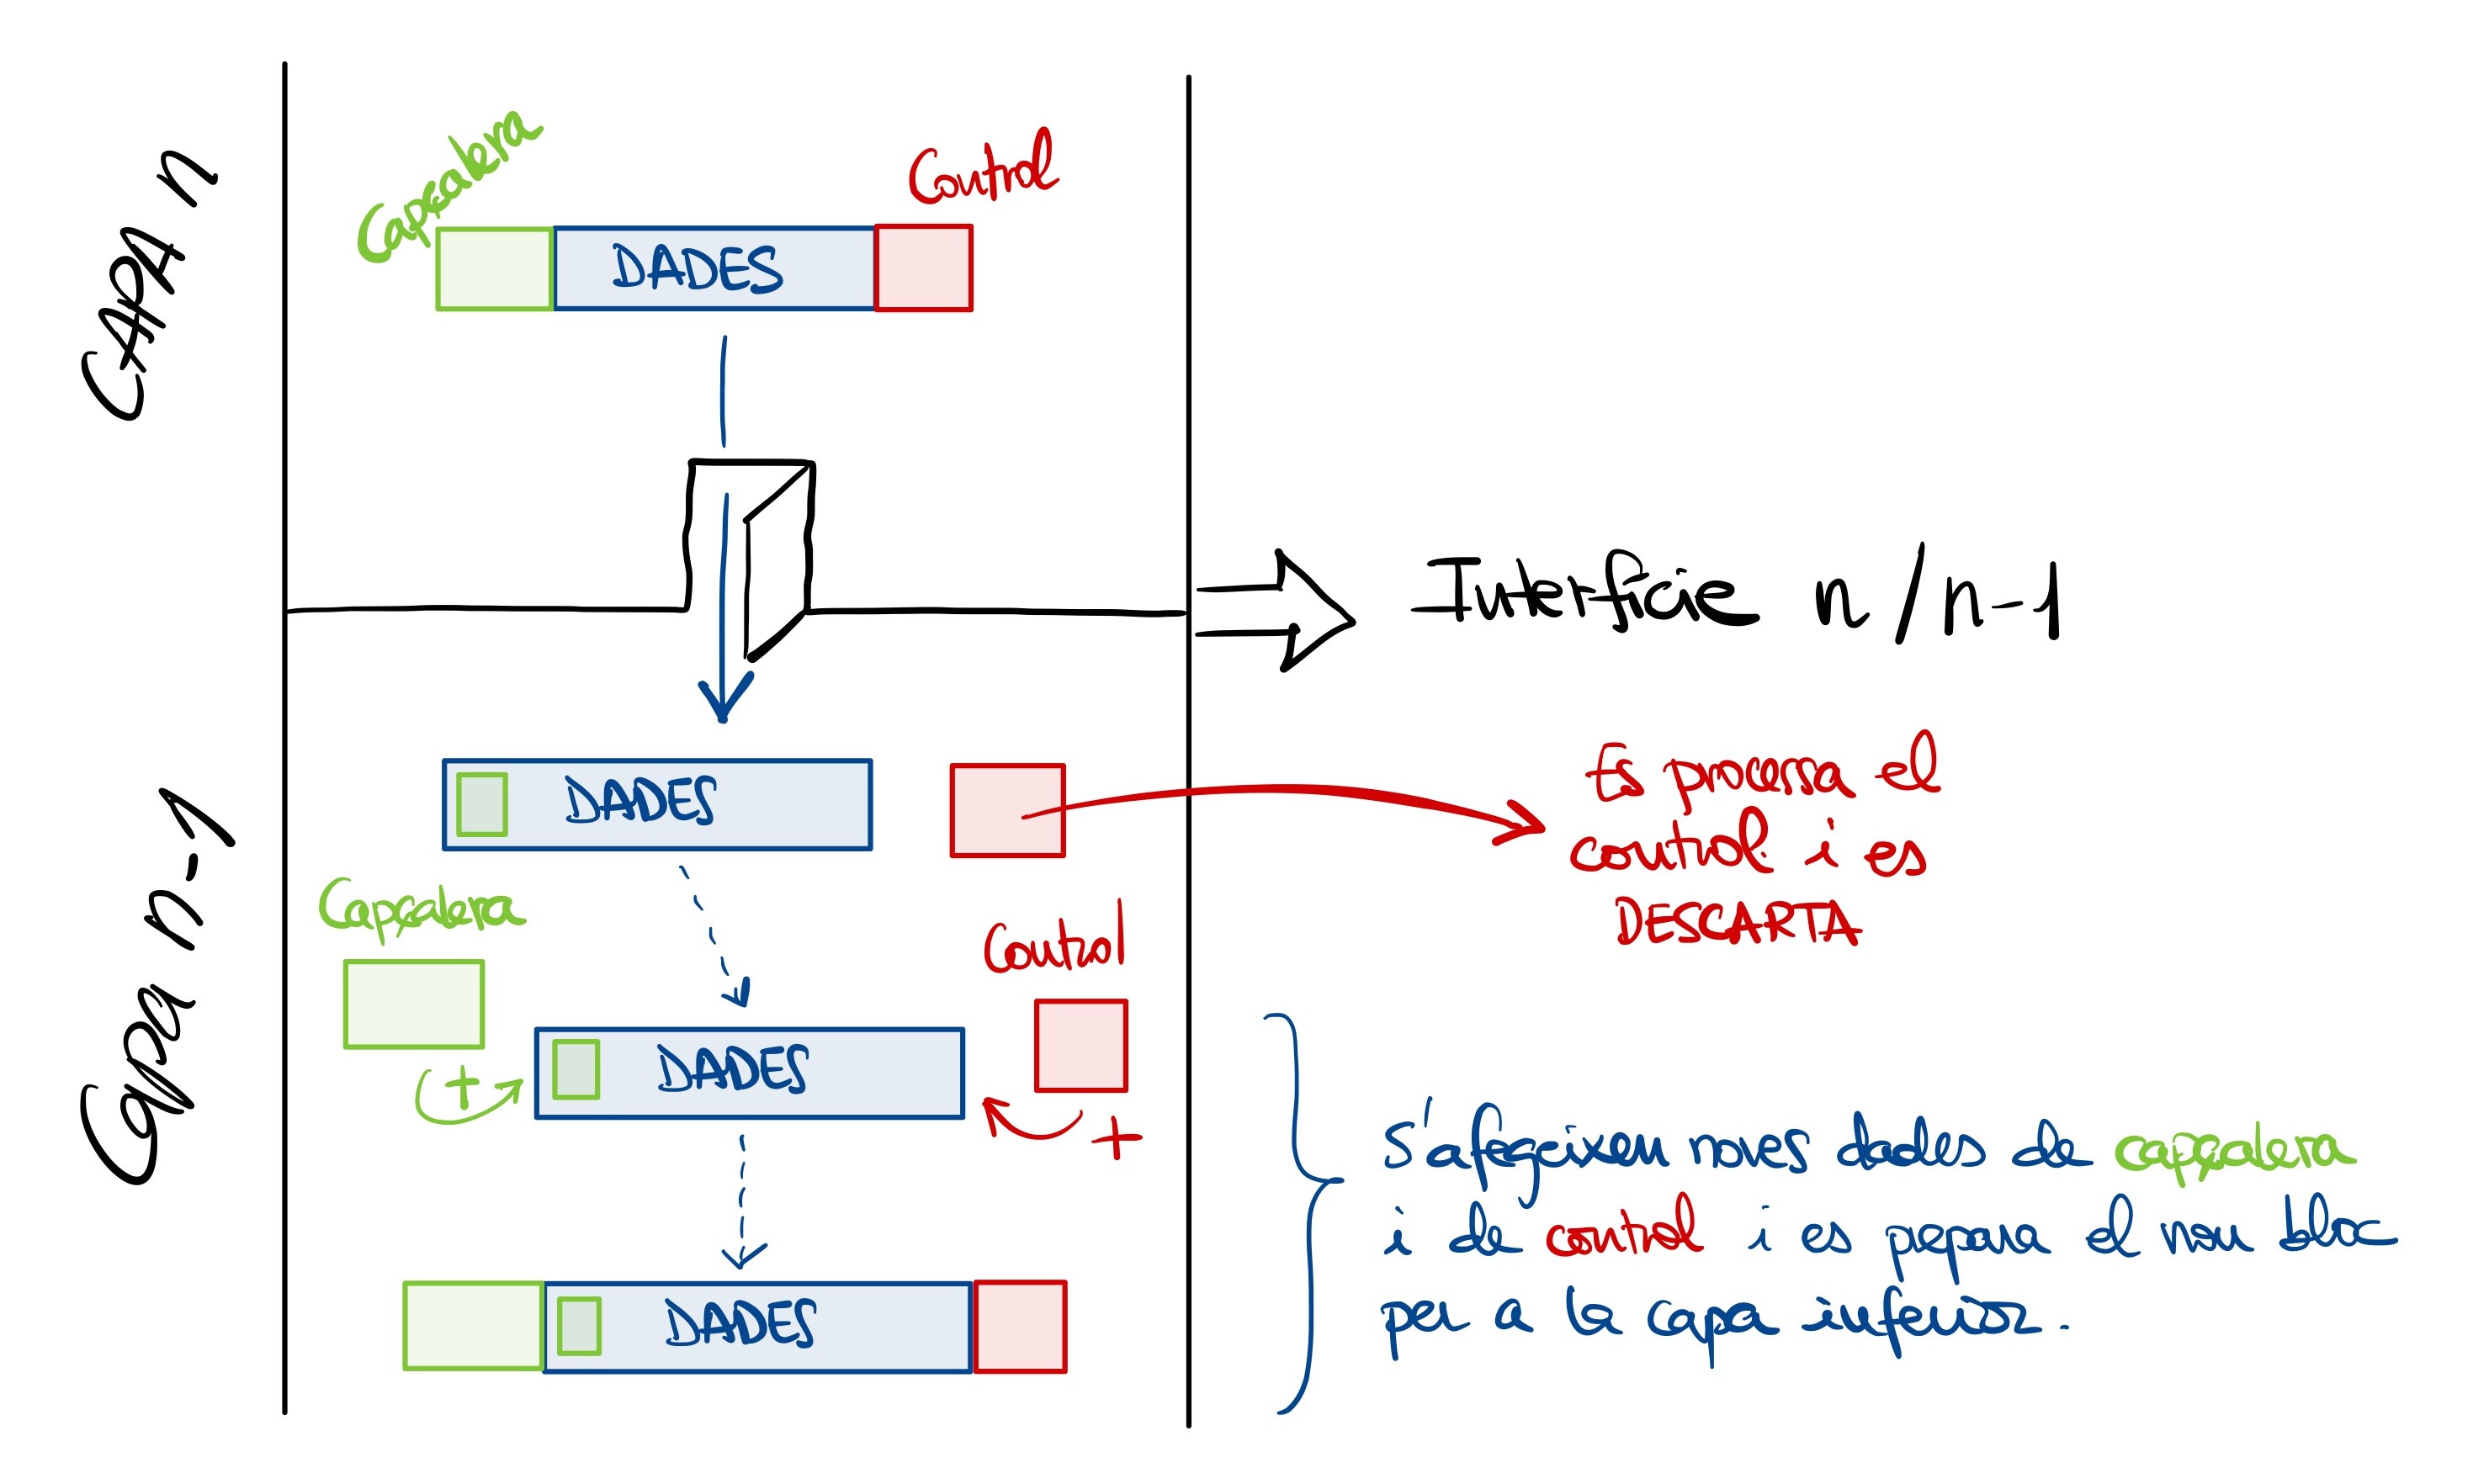 CAPA n
Capçalera
Control
DADES
Interfície n/n-1
DADES
Es processa el
control i es
DESCARTA
Capa n-1
Capçalera
Control
DADES
+
+
S'afegeixen noves dades de capçalera
i de control i es prepara el nou bloc
per a la capa inferior.
DADES